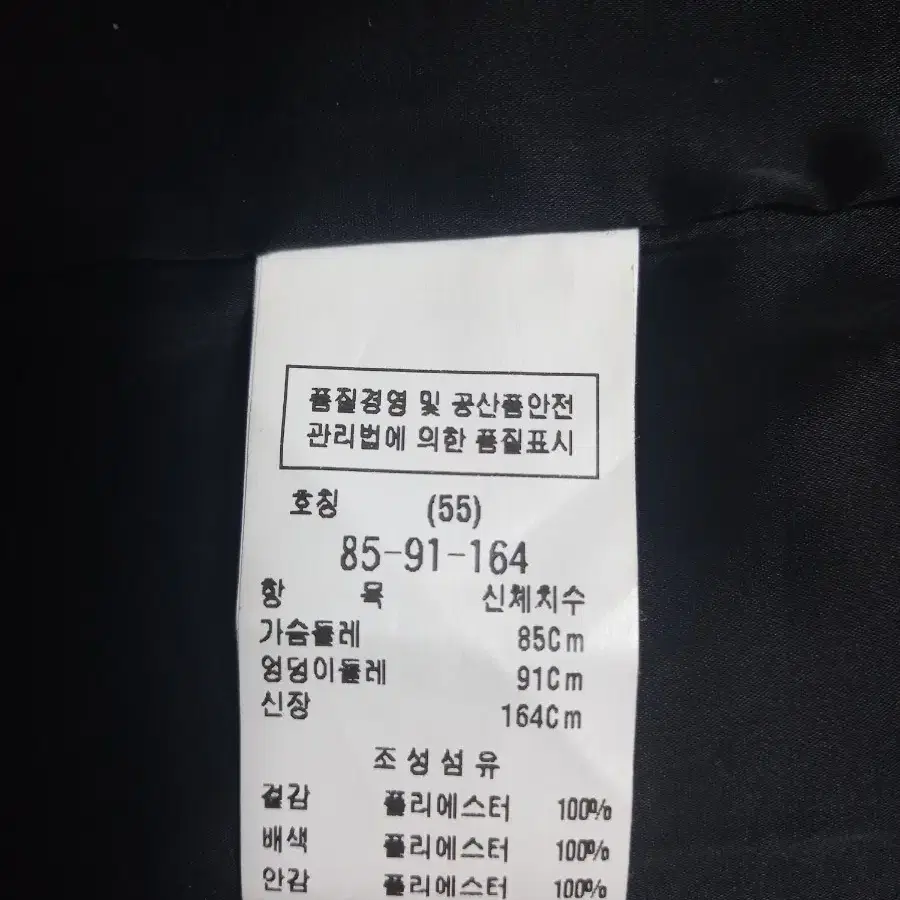 품질경영 및 공산품안전
관리법에 의한 품질표시
호칭 (55)
85-91-164
항 목 신체치수
가슴둘레 85Cm
엉덩이둘레 91Cm
신장 164Cm
조성섬유
겉감 폴리에스터 100%
배색 폴리에스터 100%
안감 폴리에스터 100%